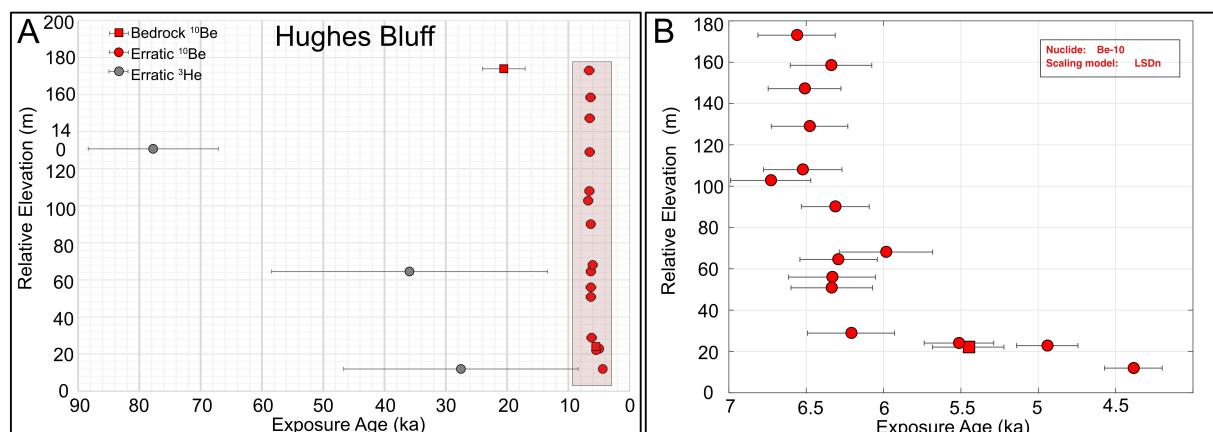 A
Hughes Bluff
Bedrock ¹⁰Be
Erratic ¹⁰Be
Erratic ³He
Relative Elevation (m)
200
180
160
14
0
120
100
80
60
40
20
0
90 80 70 60 50 40 30 20 10 0
Exposure Age (ka)
B
Nuclide: Be-10
Scaling model: LSDn
Relative Elevation (m)
180
160
140
120
100
80
60
40
20
0
7 6.5 6 5.5 5 4.5
Exposure Age (ka)